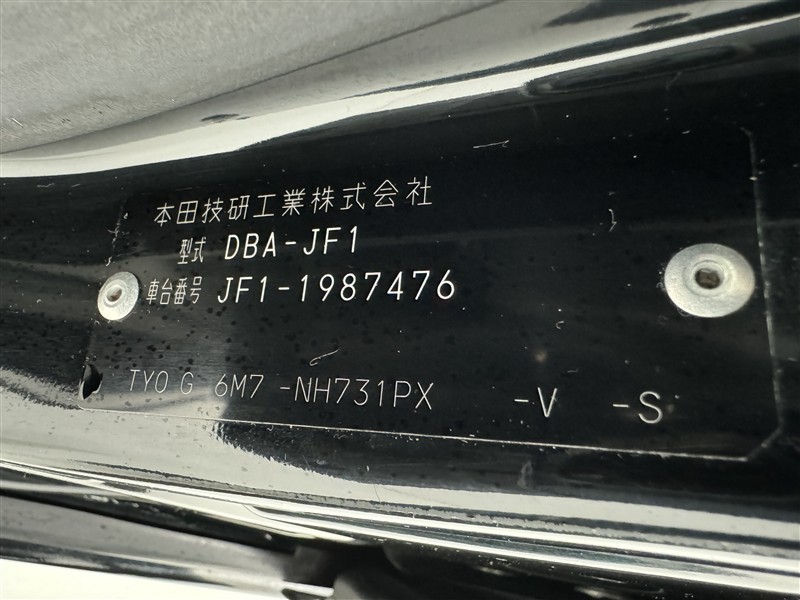 本田技研工業株式会社
型式 DBA-JF1
車台番号 JF1-1987476
TYO G 6M7 -NH731PX -V -S